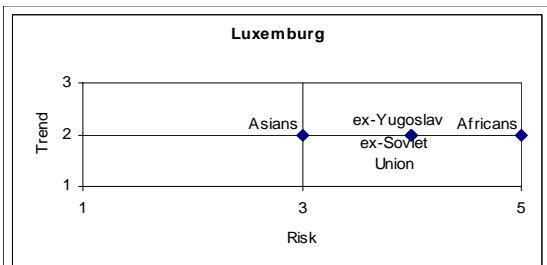 Luxemburg
3
Asians
ex-Yugoslav
Africans
Trend
2
ex-Soviet
Union
1
1
3
5
Risk